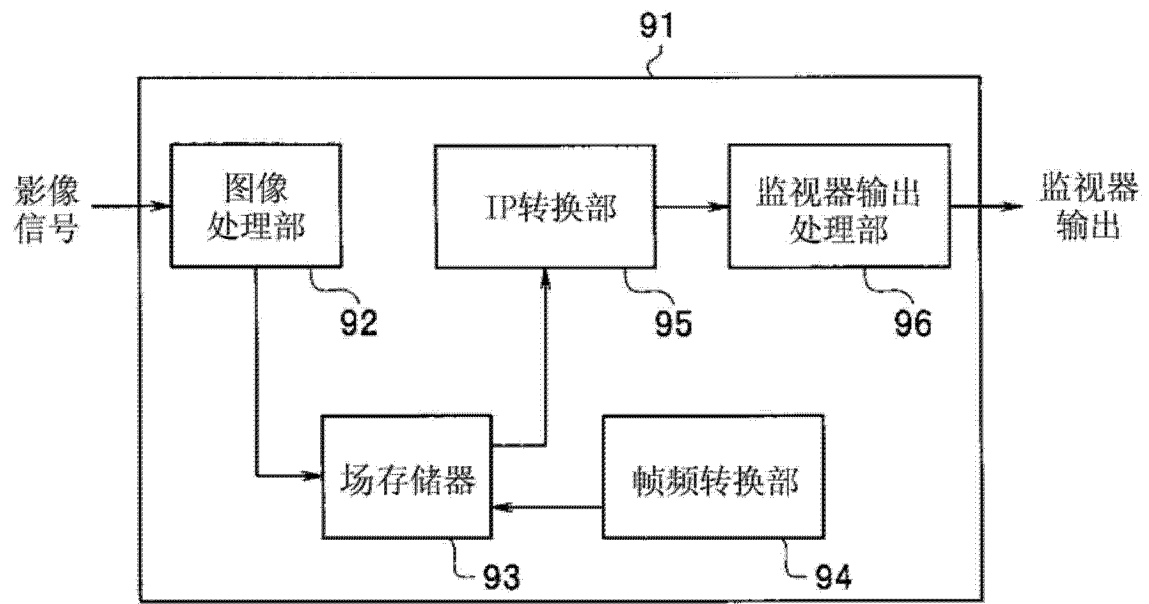 91
影像
信号
图像
处理部
92
IP转换部
95
监视器输出
处理部
96
监视器
输出
场存储器
93
帧频转换部
94